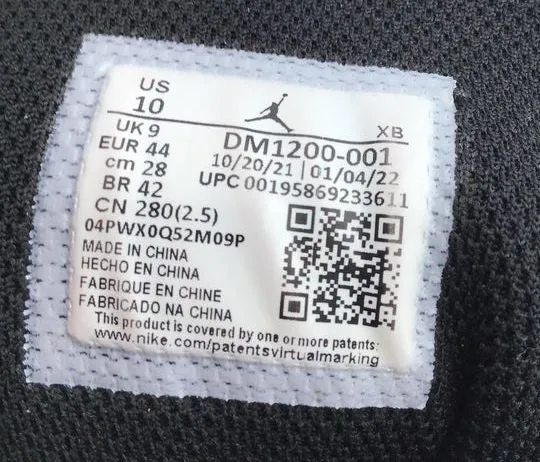 US
10
XB
UK 9
DM1200-001
EUR 44
10/20/21 | 01/04/22
cm 28
UPC 00195869233611
BR 42
CN 280(2.5)
04PWX0Q52M09P
MADE IN CHINA
HECHO EN CHINA
FABRIQUE EN CHINE
FABRICADO NA CHINA
This product is covered by one or more patents:
www.nike.com/patentsvirtualmarking